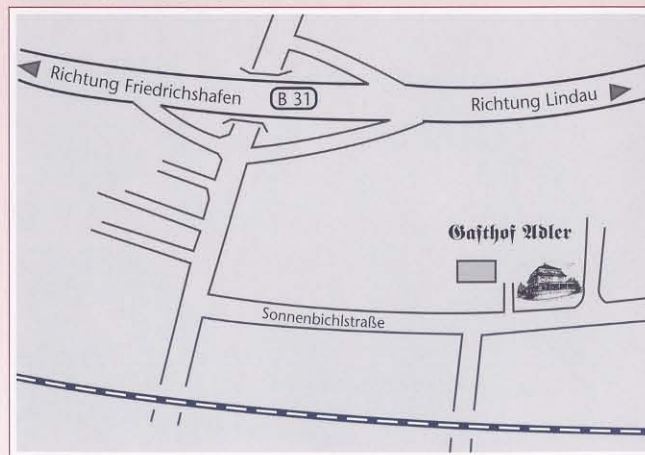 Richtung Friedrichshafen
B 31
Richtung Lindau
Gasthof Adler
Sonnenbichlstraße